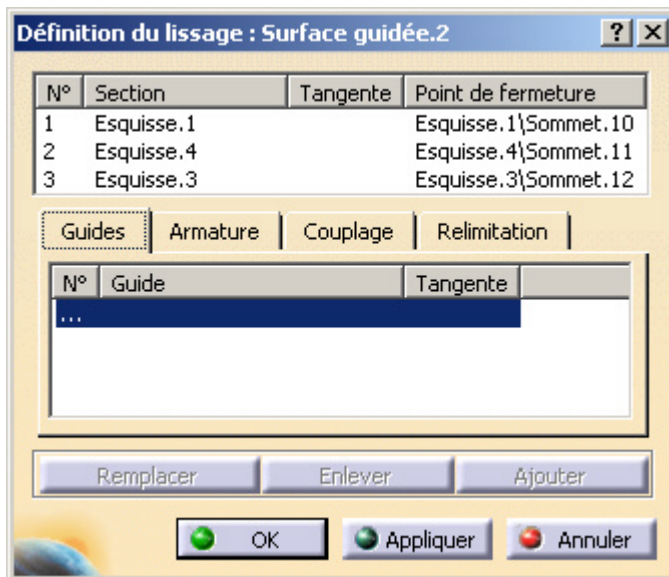 Définition du lissage : Surface guidée.2 ? X
N° Section Tangente Point de fermeture
1 Esquisse.1 Esquisse.1\Sommet.10
2 Esquisse.4 Esquisse.4\Sommet.11
3 Esquisse.3 Esquisse.3\Sommet.12
Guides Armature Couplage Relimitation
N° Guide Tangente
...
Remplacer Enlever Ajouter
OK Appliquer Annuler